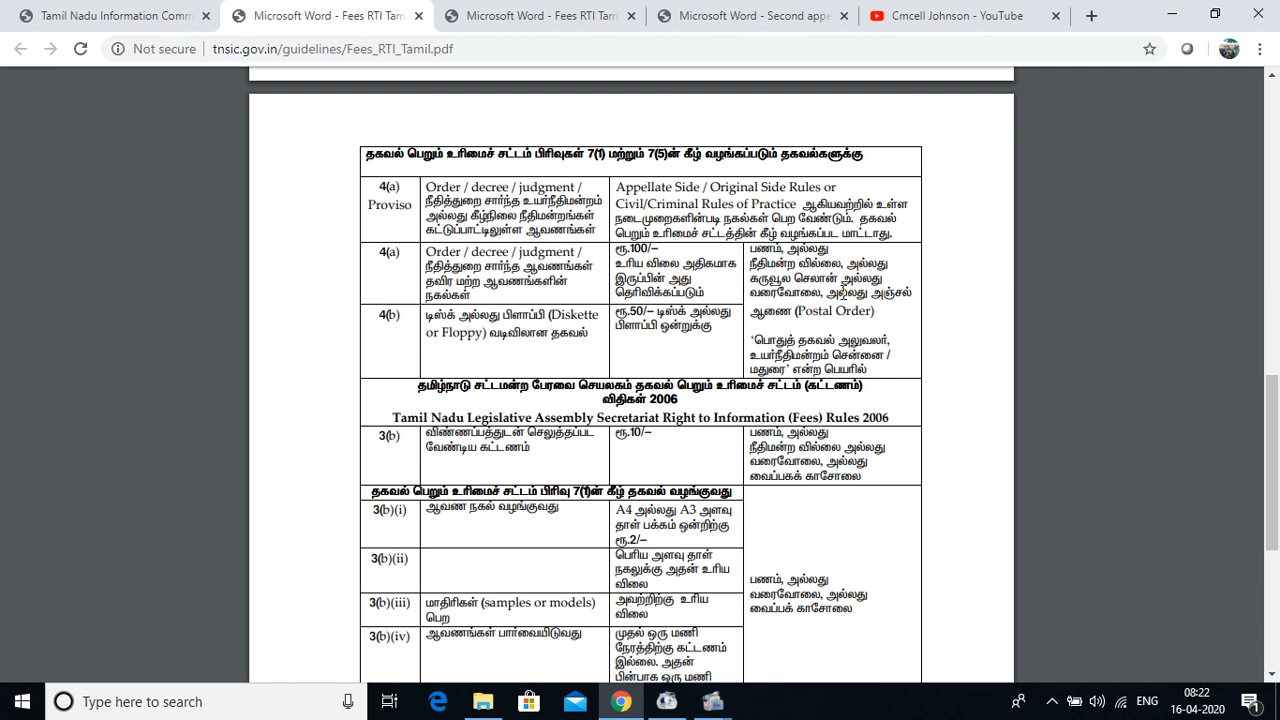 Tamil Nadu Information Comm
Microsoft Word - Fees RTI Tam
Microsoft Word - Fees RTI Tam
Microsoft Word - Second appe
Cmcell Johnson - YouTube
Not secure
tnsic.gov.in/guidelines/Fees_RTI_Tamil.pdf
தகவல் பெறும் உரிமைச் சட்டம் பிரிவுகள் 7(1) மற்றும் 7(5)ன் கீழ் வழங்கப்படும் தகவல்களுக்கு
4(a)
Proviso
Order / decree / judgment /
நீதித்துறை சார்ந்த உயர்நீதிமன்றம்
அல்லது கீழ்நிலை நீதிமன்றங்கள்
கட்டுப்பாட்டிலுள்ள ஆவணங்கள்
Appellate Side / Original Side Rules or
Civil/Criminal Rules of Practice ஆகியவற்றில் உள்ள
நடைமுறைகளின்படி நகல்கள் பெற வேண்டும். தகவல்
பெறும் உரிமைச் சட்டத்தின் கீழ் வழங்கப்பட மாட்டாது.
4(a)
Order / decree / judgment /
நீதித்துறை சார்ந்த ஆவணங்கள்
தவிர மற்ற ஆவணங்களின்
நகல்கள்
ரூ.100/–
உரிய விலை அதிகமாக
இருப்பின் அது
தெரிவிக்கப்படும்
பணம், அல்லது
நீதிமன்ற வில்லை, அல்லது
கருவூல செலான் அல்லது
வரைவோலை, அல்லது அஞ்சல்
ஆணை (Postal Order)
‘பொதுத் தகவல் அலுவலர்,
உயர்நீதிமன்றம் சென்னை /
மதுரை’ என்ற பெயரில்
4(b)
டிஸ்க் அல்லது பிளாப்பி (Diskette
or Floppy) வடிவிலான தகவல்
ரூ.50/– டிஸ்க் அல்லது
பிளாப்பி ஒன்றுக்கு
தமிழ்நாடு சட்டமன்ற பேரவை செயலகம் தகவல் பெறும் உரிமைச் சட்டம் (கட்டணம்)
விதிகள் 2006
Tamil Nadu Legislative Assembly Secretariat Right to Information (Fees) Rules 2006
3(b)
விண்ணப்பத்துடன் செலுத்தப்பட
வேண்டிய கட்டணம்
ரூ.10/–
பணம், அல்லது
நீதிமன்ற வில்லை அல்லது
வரைவோலை, அல்லது
வைப்பகக் காசோலை
தகவல் பெறும் உரிமைச் சட்டம் பிரிவு 7(1)ன் கீழ் தகவல் வழங்குவது
3(b)(i)
ஆவண நகல் வழங்குவது
A4 அல்லது A3 அளவு
தாள் பக்கம் ஒன்றிற்கு
ரூ.2/–
3(b)(ii)
பெரிய அளவு தாள்
நகலுக்கு அதன் உரிய
விலை
பணம், அல்லது
வரைவோலை, அல்லது
வைப்பக் காசோலை
3(b)(iii)
மாதிரிகள் (samples or models)
பெற
அவற்றிற்கு உரிய
விலை
3(b)(iv)
ஆவணங்கள் பார்வையிடுவது
முதல் ஒரு மணி
நேரத்திற்கு கட்டணம்
இல்லை. அதன்
பின்பாக ஒரு மணி
Type here to search
ENG
08:22
16-04-2020
1